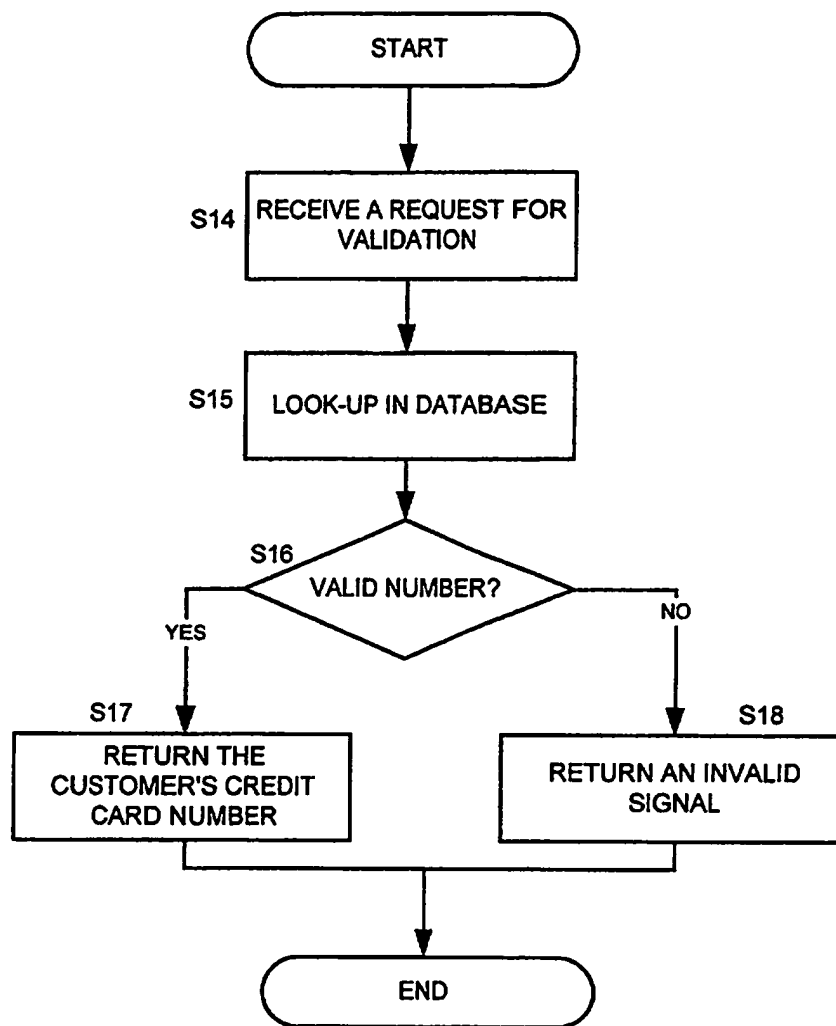 START
S14
RECEIVE A REQUEST FOR
VALIDATION
S15
LOOK-UP IN DATABASE
S16
VALID NUMBER?
YES
NO
S17
RETURN THE
CUSTOMER'S CREDIT
CARD NUMBER
S18
RETURN AN INVALID
SIGNAL
END